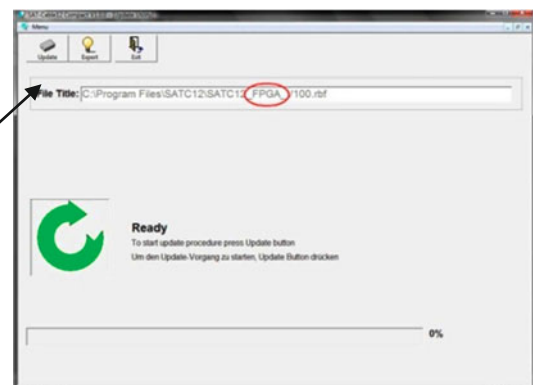 Menu
Update Expert Exit
File Title: C:\Program Files\SATC12\SATC12_FPGA_V100.rbf
Ready
To start update procedure press Update button
Um den Update-Vorgang zu starten, Update Button drücken
0%